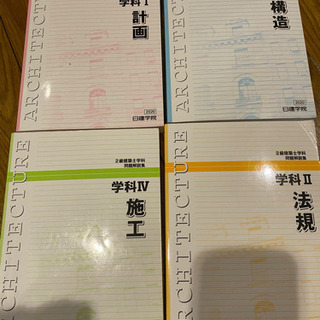 ARCHITECTURE
学科Ⅰ
計画
2020
日建学院
ARCHITECTURE
構造
2020
日建学院
ARCHITECTURE
2級建築士学科
問題解説集
学科Ⅳ
施工
ARCHITECTURE
2級建築士学科
問題解説集
学科Ⅱ
法規